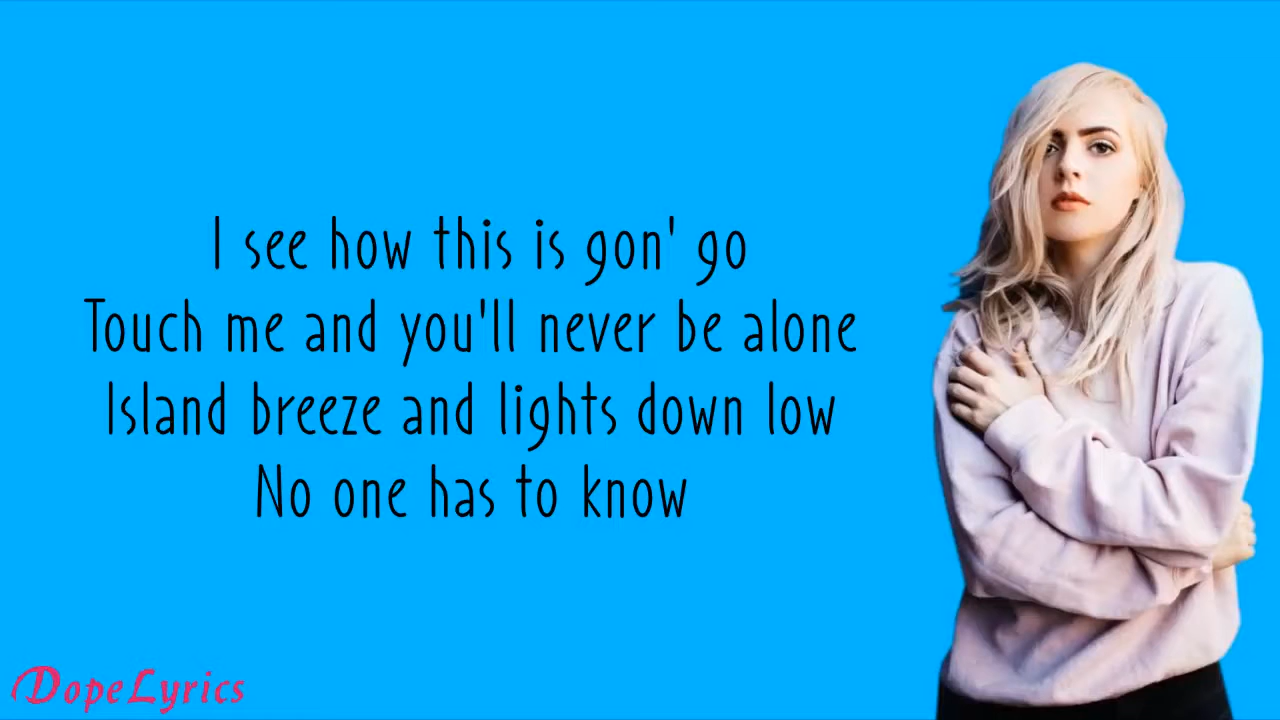 I see how this is gon' go
Touch me and you'll never be alone
Island breeze and lights down low
No one has to know
DopeLyrics